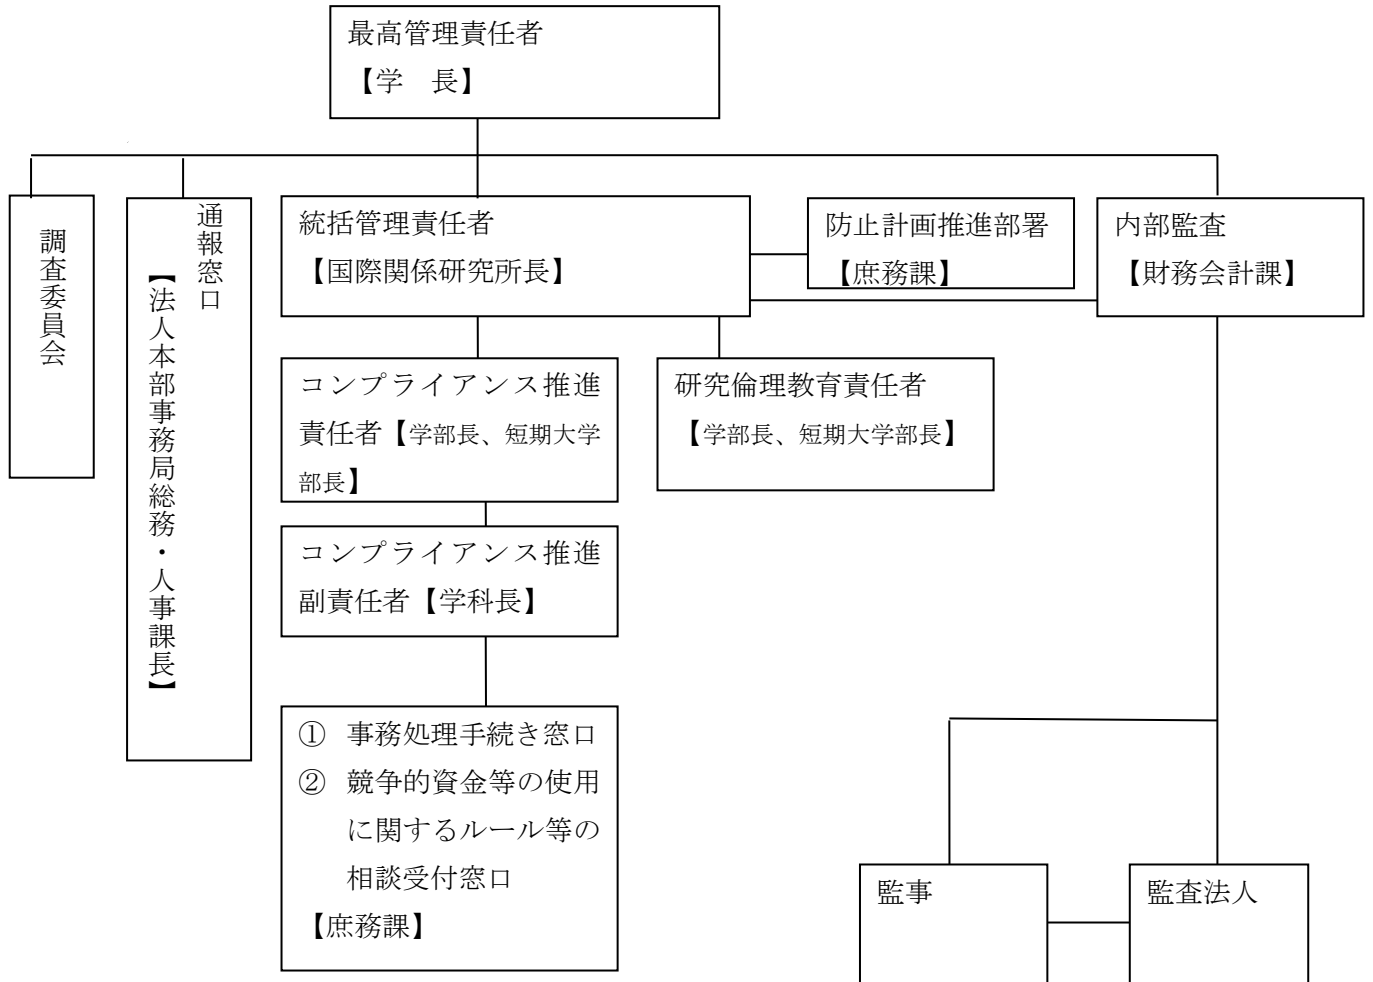 最高管理責任者
【学　長】
調査委員会
通報窓口
【法人本部事務局総務・人事課長】
統括管理責任者
【国際関係研究所長】
防止計画推進部署
【庶務課】
内部監査
【財務会計課】
コンプライアンス推進
責任者【学部長、短期大学
部長】
研究倫理教育責任者
【学部長、短期大学部長】
コンプライアンス推進
副責任者【学科長】
① 事務処理手続き窓口
② 競争的資金等の使用
に関するルール等の
相談受付窓口
【庶務課】
監事
監査法人